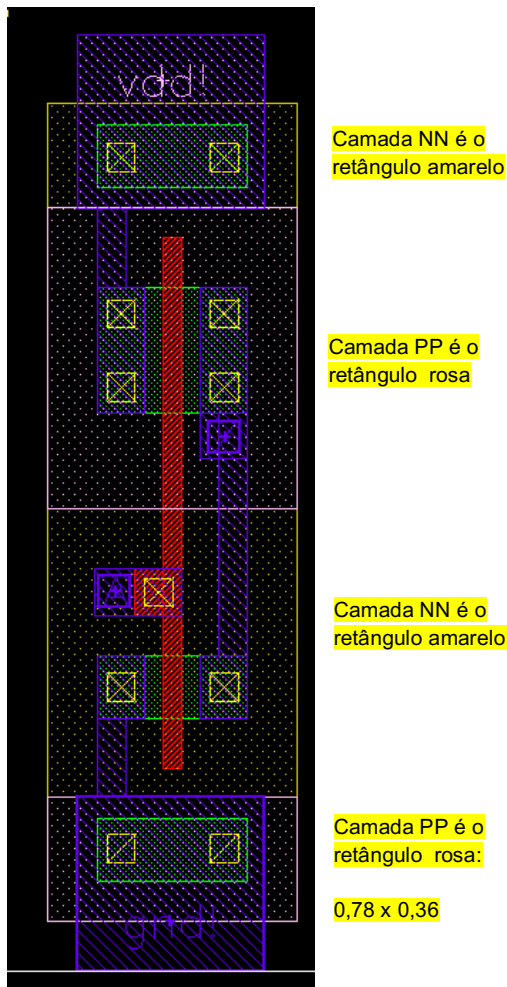 vdd!
Camada NN é o
retângulo amarelo
Camada PP é o
retângulo rosa
Camada NN é o
retângulo amarelo
A
Camada PP é o
retângulo rosa:
0,78 x 0,36
gnd!